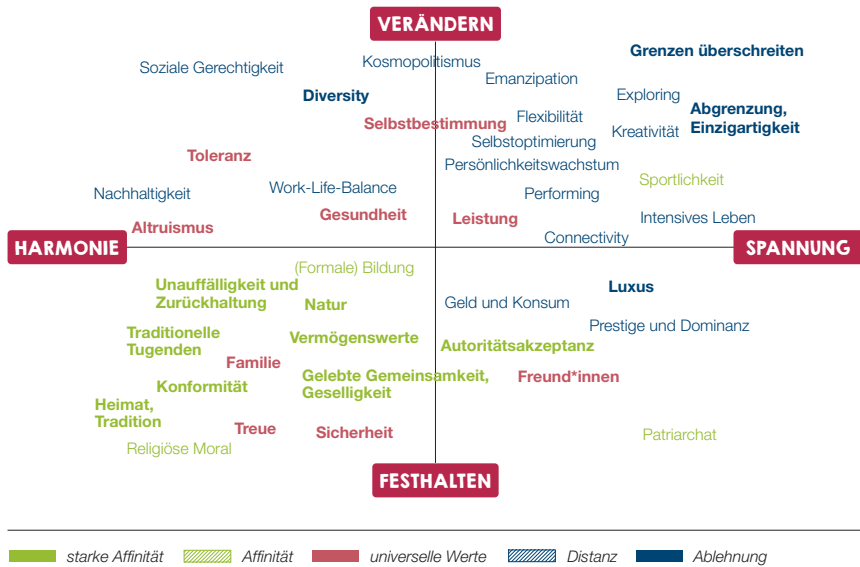 VERÄNDERN
Grenzen überschreiten
Kosmopolitismus
Soziale Gerechtigkeit
Emanzipation
Diversity
Exploring
Abgrenzung,
Einzigartigkeit
Flexibilität
Selbstbestimmung
Kreativität
Selbstoptimierung
Toleranz
Persönlichkeitswachstum
Sportlichkeit
Nachhaltigkeit
Work-Life-Balance
Performing
Gesundheit
Leistung
Intensives Leben
Altruismus
Connectivity
HARMONIE
SPANNUNG
(Formale) Bildung
Unauffälligkeit und
Zurückhaltung
Natur
Geld und Konsum
Luxus
Prestige und Dominanz
Traditionelle
Tugenden
Vermögenswerte
Autoritätsakzeptanz
Familie
Konformität
Gelebte Gemeinsamkeit,
Geselligkeit
Freund*innen
Heimat,
Tradition
Treue
Sicherheit
Patriarchat
Religiöse Moral
FESTHALTEN
starke Affinität
Affinität
universelle Werte
Distanz
Ablehnung